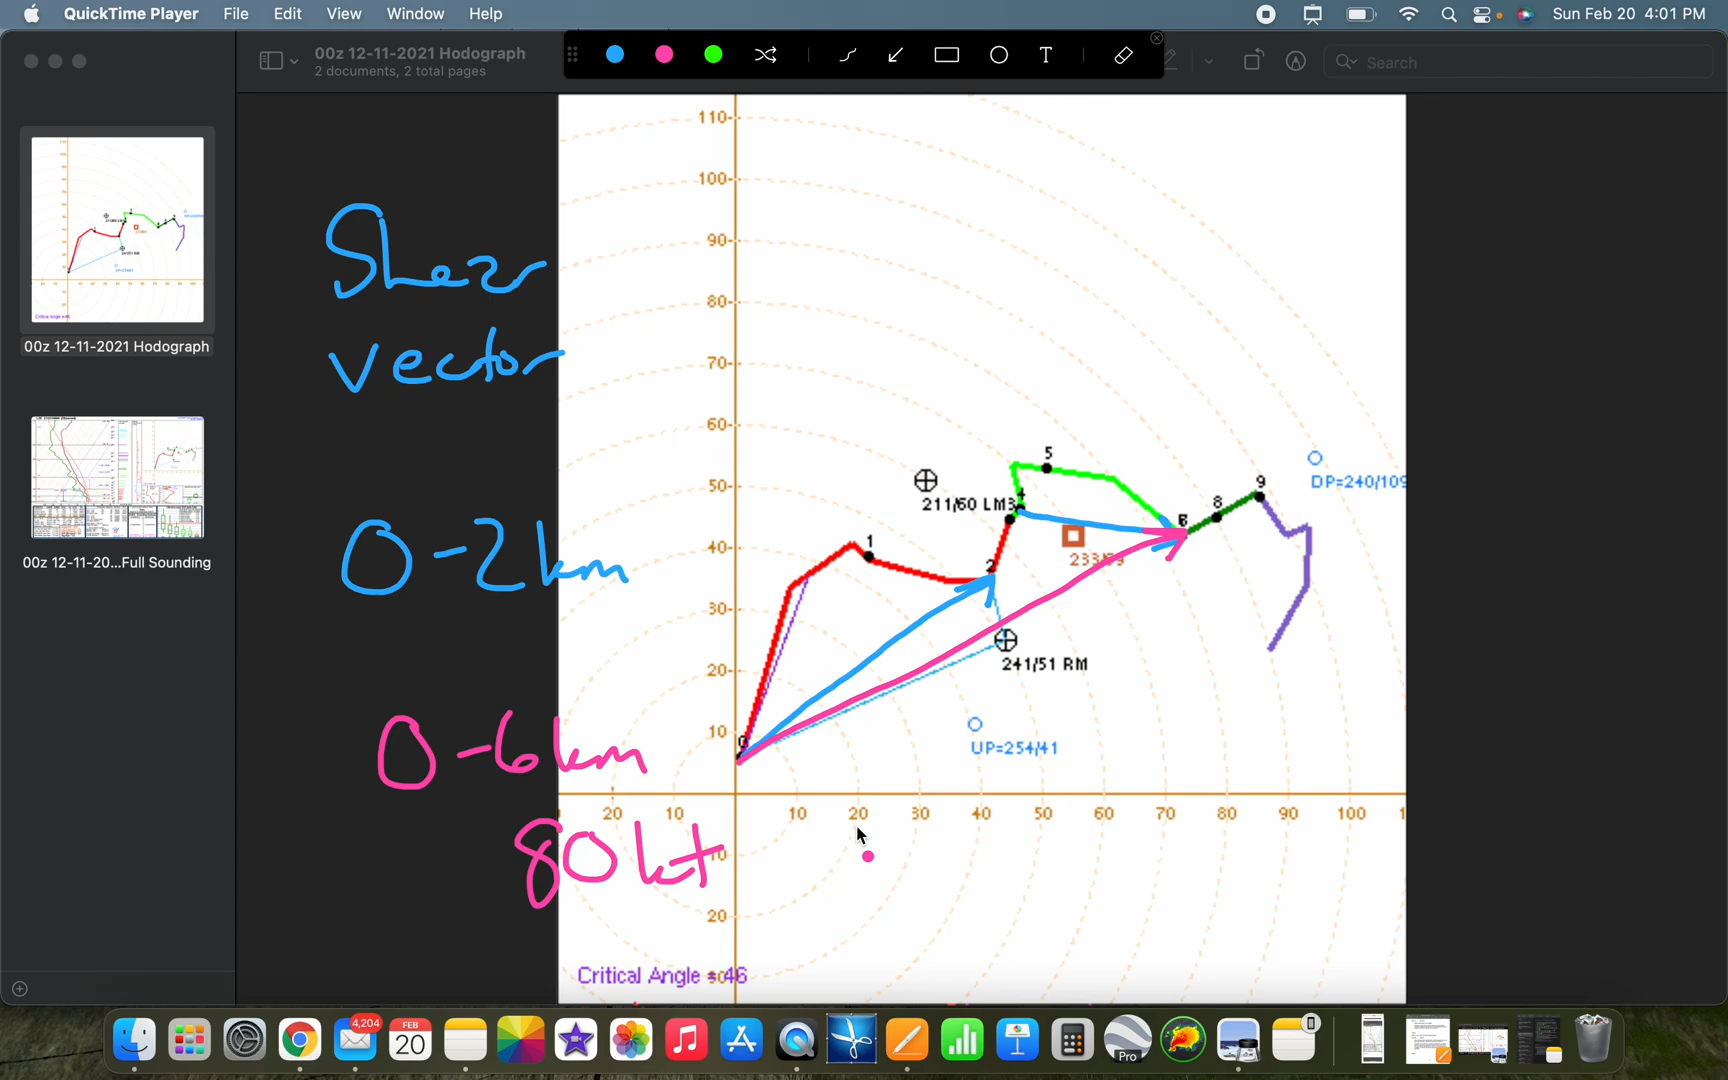 QuickTime Player File Edit View Window Help Sun Feb 20 4:01 PM
00z 12-11-2021 Hodograph
2 documents, 2 total pages
T
Search
00z 12-11-2021 Hodograph
00z 12-11-20...Full Sounding
Shear
vector
0-2km
0-6km
80kt
110
100
90
80
70
60
50
40
30
20
10
20 10 10 20 30 40 50 60 70 80 90 100
20
0
1
2
4
5
6
8
9
211/60 LM
241/51 RM
UP=254/41
DP=240/109
Critical Angle = 46
4,204
FEB
20
Pro